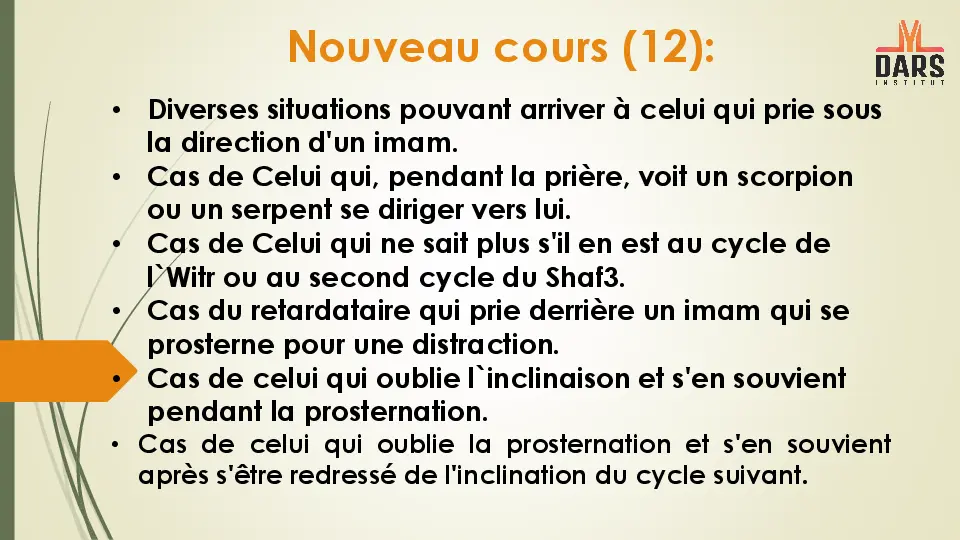 Nouveau cours (12):
DARS
INSTITUT
• Diverses situations pouvant arriver à celui qui prie sous
la direction d'un imam.
• Cas de Celui qui, pendant la prière, voit un scorpion
ou un serpent se diriger vers lui.
• Cas de Celui qui ne sait plus s'il en est au cycle de
l`Witr ou au second cycle du Shaf3.
• Cas du retardataire qui prie derrière un imam qui se
prosterne pour une distraction.
• Cas de celui qui oublie l`inclinaison et s'en souvient
pendant la prosternation.
• Cas de celui qui oublie la prosternation et s'en souvient
après s'être redressé de l'inclination du cycle suivant.